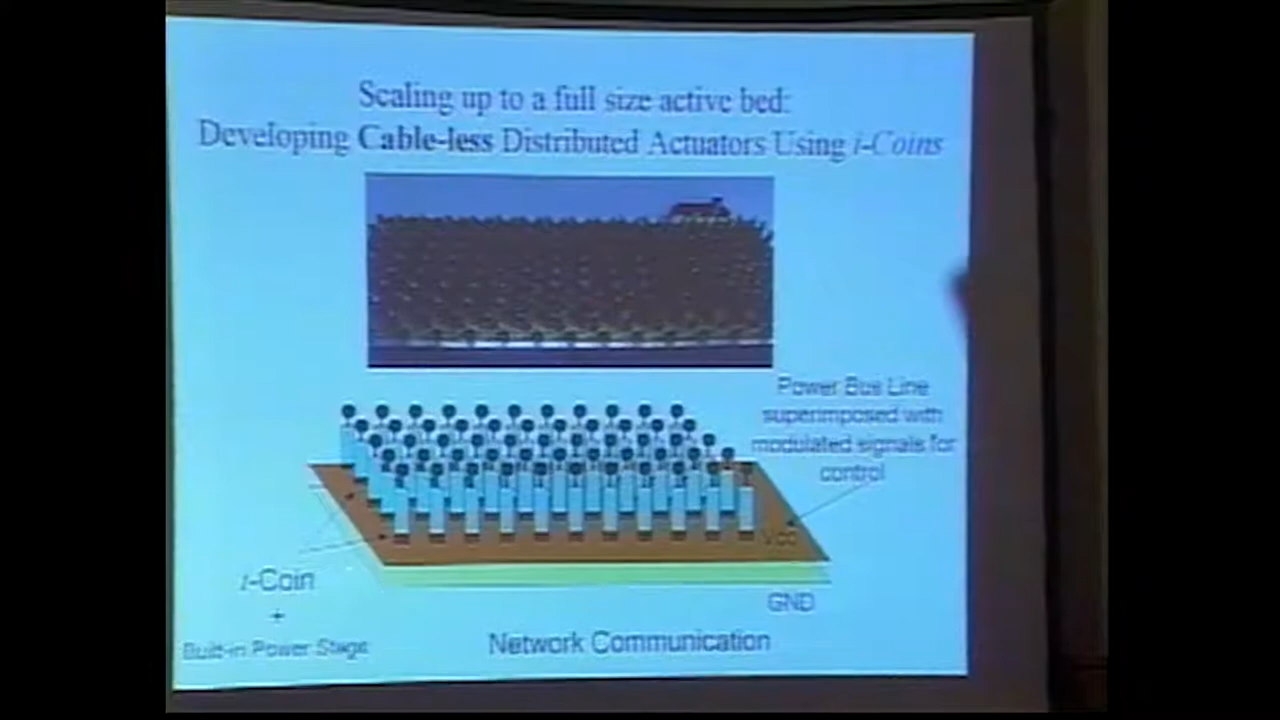 Scaling up to a full size active bed:
Developing Cable-less Distributed Actuators Using i-Coins
Power Bus Line
superimposed with
modulated signals for
control
Vcc
i-Coin
+
Built-in Power Stage
GND
Network Communication